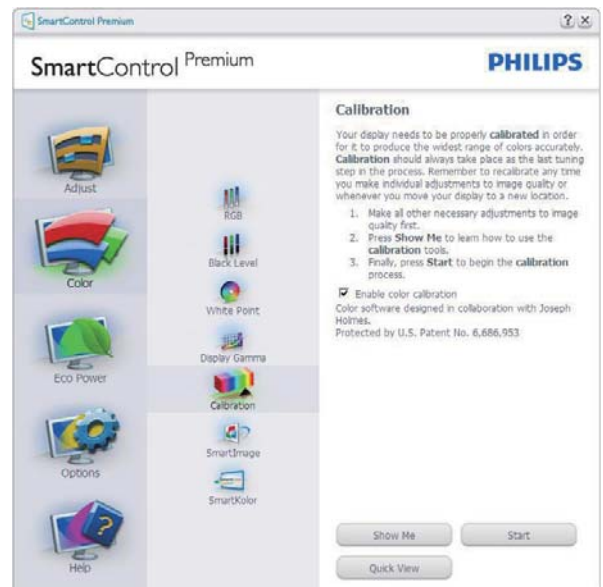 SmartControl Premium
SmartControl Premium
PHILIPS
Adjust
Color
Eco Power
Options
Help
RGB
Black Level
White Point
Display Gamma
Calibration
SmartImage
SmartKolor
Calibration
Your display needs to be properly calibrated in order
for it to produce the widest range of colors accurately.
Calibration should always take place as the last tuning
step in the process. Remember to recalibrate any time
you make individual adjustments to image quality or
whenever you move your display to a new location.
1. Make all other necessary adjustments to image
quality first.
2. Press Show Me to learn how to use the
calibration tools.
3. Finally, press Start to begin the calibration
process.
Enable color calibration
Color software designed in collaboration with Joseph
Holmes.
Protected by U.S. Patent No. 6,686,953
Show Me
Start
Quick View